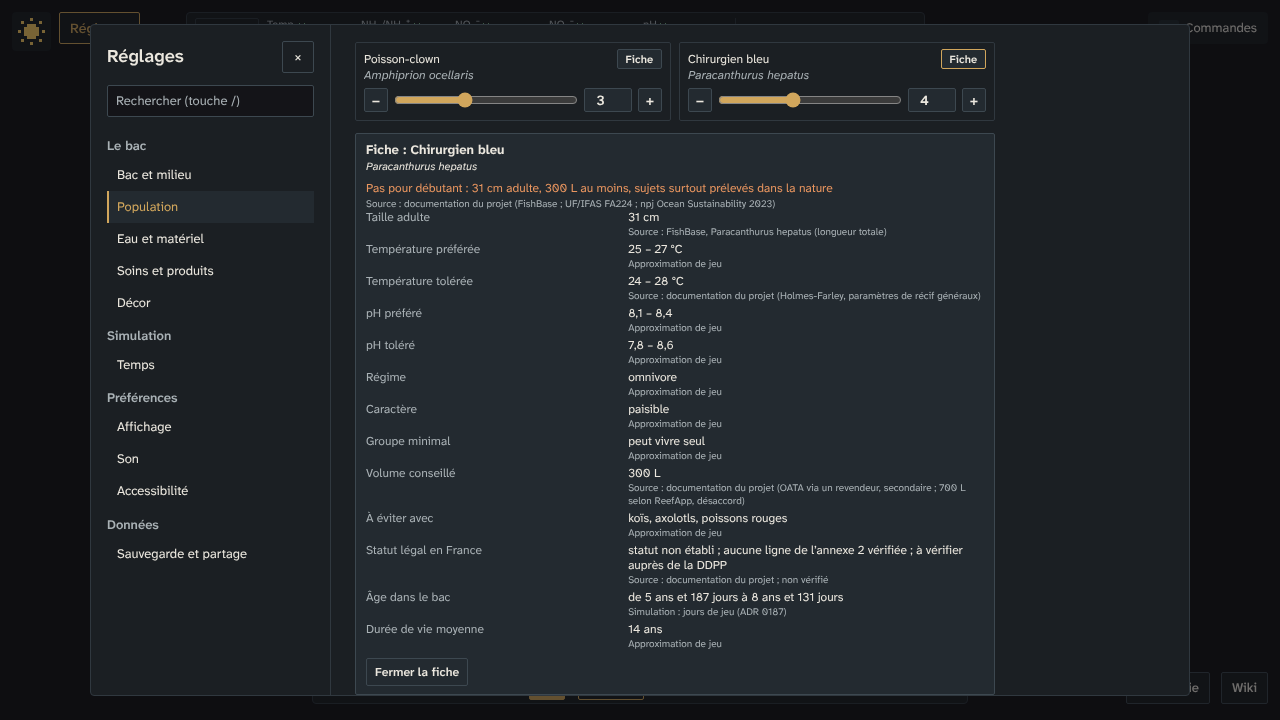 Commandes
Réglages
×
Rechercher (touche /)
Le bac
Bac et milieu
Population
Eau et matériel
Soins et produits
Décor
Simulation
Temps
Préférences
Affichage
Son
Accessibilité
Données
Sauvegarde et partage
Poisson-clown
Fiche
Amphiprion ocellaris
– 3 +
Chirurgien bleu
Fiche
Paracanthurus hepatus
– 4 +
Fiche : Chirurgien bleu
Paracanthurus hepatus
Pas pour débutant : 31 cm adulte, 300 L au moins, sujets surtout prélevés dans la nature
Source : documentation du projet (FishBase ; UF/IFAS FA224 ; npj Ocean Sustainability 2023)
Taille adulte
31 cm
Source : FishBase, Paracanthurus hepatus (longueur totale)
Température préférée
25 – 27 °C
Approximation de jeu
Température tolérée
24 – 28 °C
Source : documentation du projet (Holmes-Farley, paramètres de récif généraux)
pH préféré
8,1 – 8,4
Approximation de jeu
pH toléré
7,8 – 8,6
Approximation de jeu
Régime
omnivore
Approximation de jeu
Caractère
paisible
Approximation de jeu
Groupe minimal
peut vivre seul
Approximation de jeu
Volume conseillé
300 L
Source : documentation du projet (OATA via un revendeur, secondaire ; 700 L
selon ReefApp, désaccord)
À éviter avec
koïs, axolotls, poissons rouges
Approximation de jeu
Statut légal en France
statut non établi ; aucune ligne de l'annexe 2 vérifiée ; à vérifier
auprès de la DDPP
Source : documentation du projet ; non vérifié
Âge dans le bac
de 5 ans et 187 jours à 8 ans et 131 jours
Simulation : jours de jeu (ADR 0187)
Durée de vie moyenne
14 ans
Approximation de jeu
Fermer la fiche
Wiki